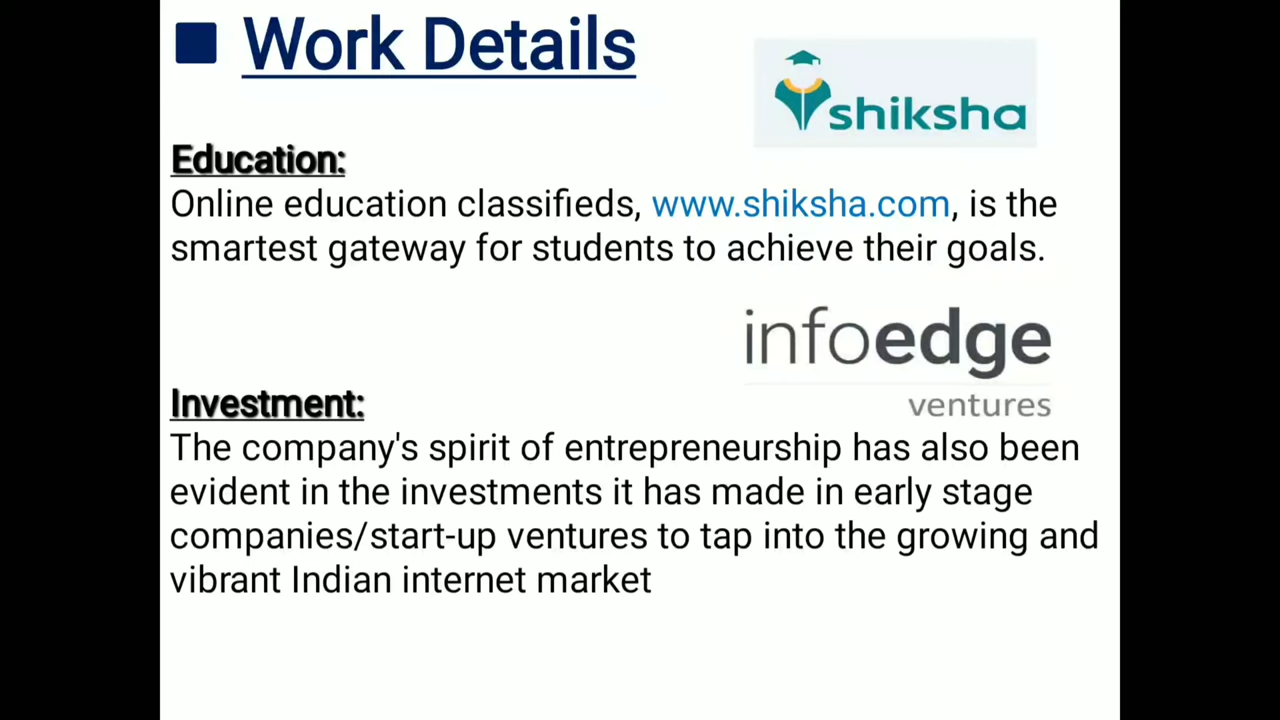 Work Details
shiksha
Education:
Online education classifieds, www.shiksha.com, is the
smartest gateway for students to achieve their goals.
infoedge
ventures
Investment:
The company's spirit of entrepreneurship has also been
evident in the investments it has made in early stage
companies/start-up ventures to tap into the growing and
vibrant Indian internet market